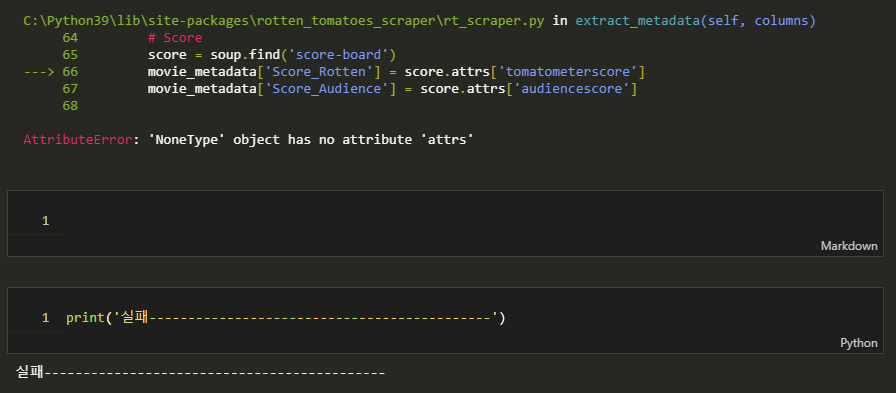 C:\Python39\lib\site-packages\rotten_tomatoes_scraper\rt_scraper.py in extract_metadata(self, columns)
64         # Score
65         score = soup.find('score-board')
---> 66         movie_metadata['Score_Rotten'] = score.attrs['tomatometerscore']
67         movie_metadata['Score_Audience'] = score.attrs['audiencescore']
68
AttributeError: 'NoneType' object has no attribute 'attrs'
1
Markdown
1 print('실패--------------------------------------------')
Python
실패--------------------------------------------